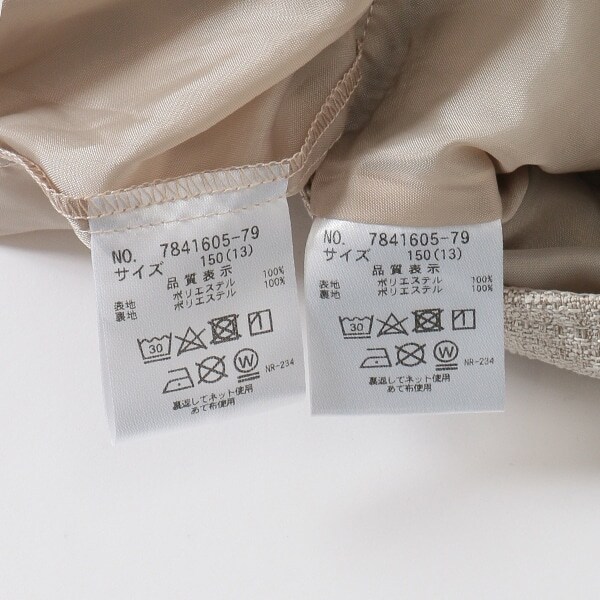 NO. 7841605-79
サイズ 150(13)
品質表示
表地 ポリエステル 100%
裏地 ポリエステル 100%
30
NR-234
W
裏返してネット使用
あて布使用
NO. 7841605-79
サイズ 150(13)
品質表示
表地 ポリエステル 100%
裏地 ポリエステル 100%
30
NR-234
W
裏返してネット使用
あて布使用